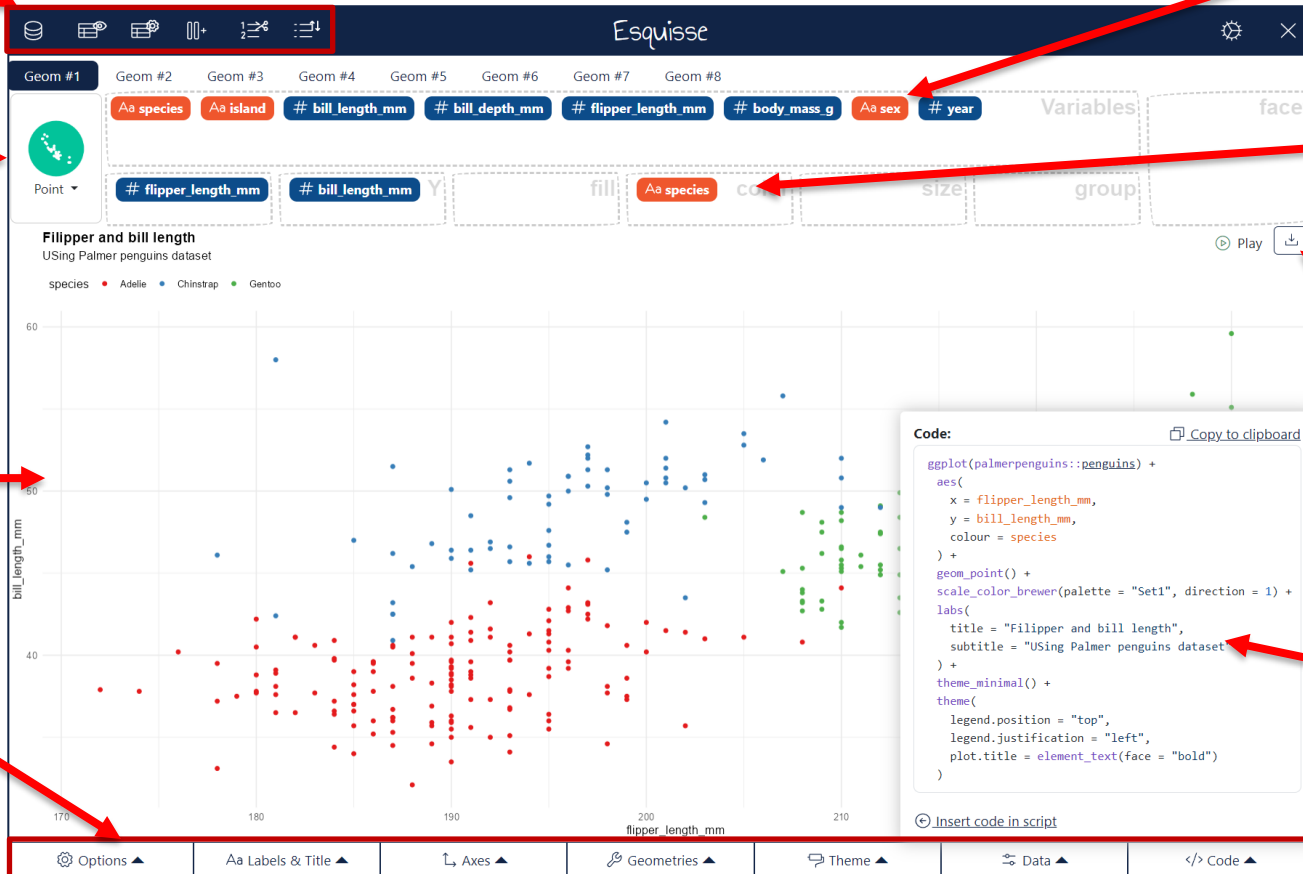 Esquisse
Geom #1 Geom #2 Geom #3 Geom #4 Geom #5 Geom #6 Geom #7 Geom #8
Aa species Aa island # bill_length_mm # bill_depth_mm # flipper_length_mm # body_mass_g Aa sex # year Variables face
Point # flipper_length_mm # bill_length_mm Y fill Aa species color size group
Filipper and bill length
USing Palmer penguins dataset
Play
species Adelie Chinstrap Gentoo
60
50
40
bill_length_mm
170 180 190 200 210
flipper_length_mm
Code: Copy to clipboard
ggplot(palmerpenguins::penguins) +
aes(
x = flipper_length_mm,
y = bill_length_mm,
colour = species
) +
geom_point() +
scale_color_brewer(palette = "Set1", direction = 1) +
labs(
title = "Filipper and bill length",
subtitle = "USing Palmer penguins dataset"
) +
theme_minimal() +
theme(
legend.position = "top",
legend.justification = "left",
plot.title = element_text(face = "bold")
)
Insert code in script
Options Aa Labels & Title Axes Geometries Theme Data </> Code